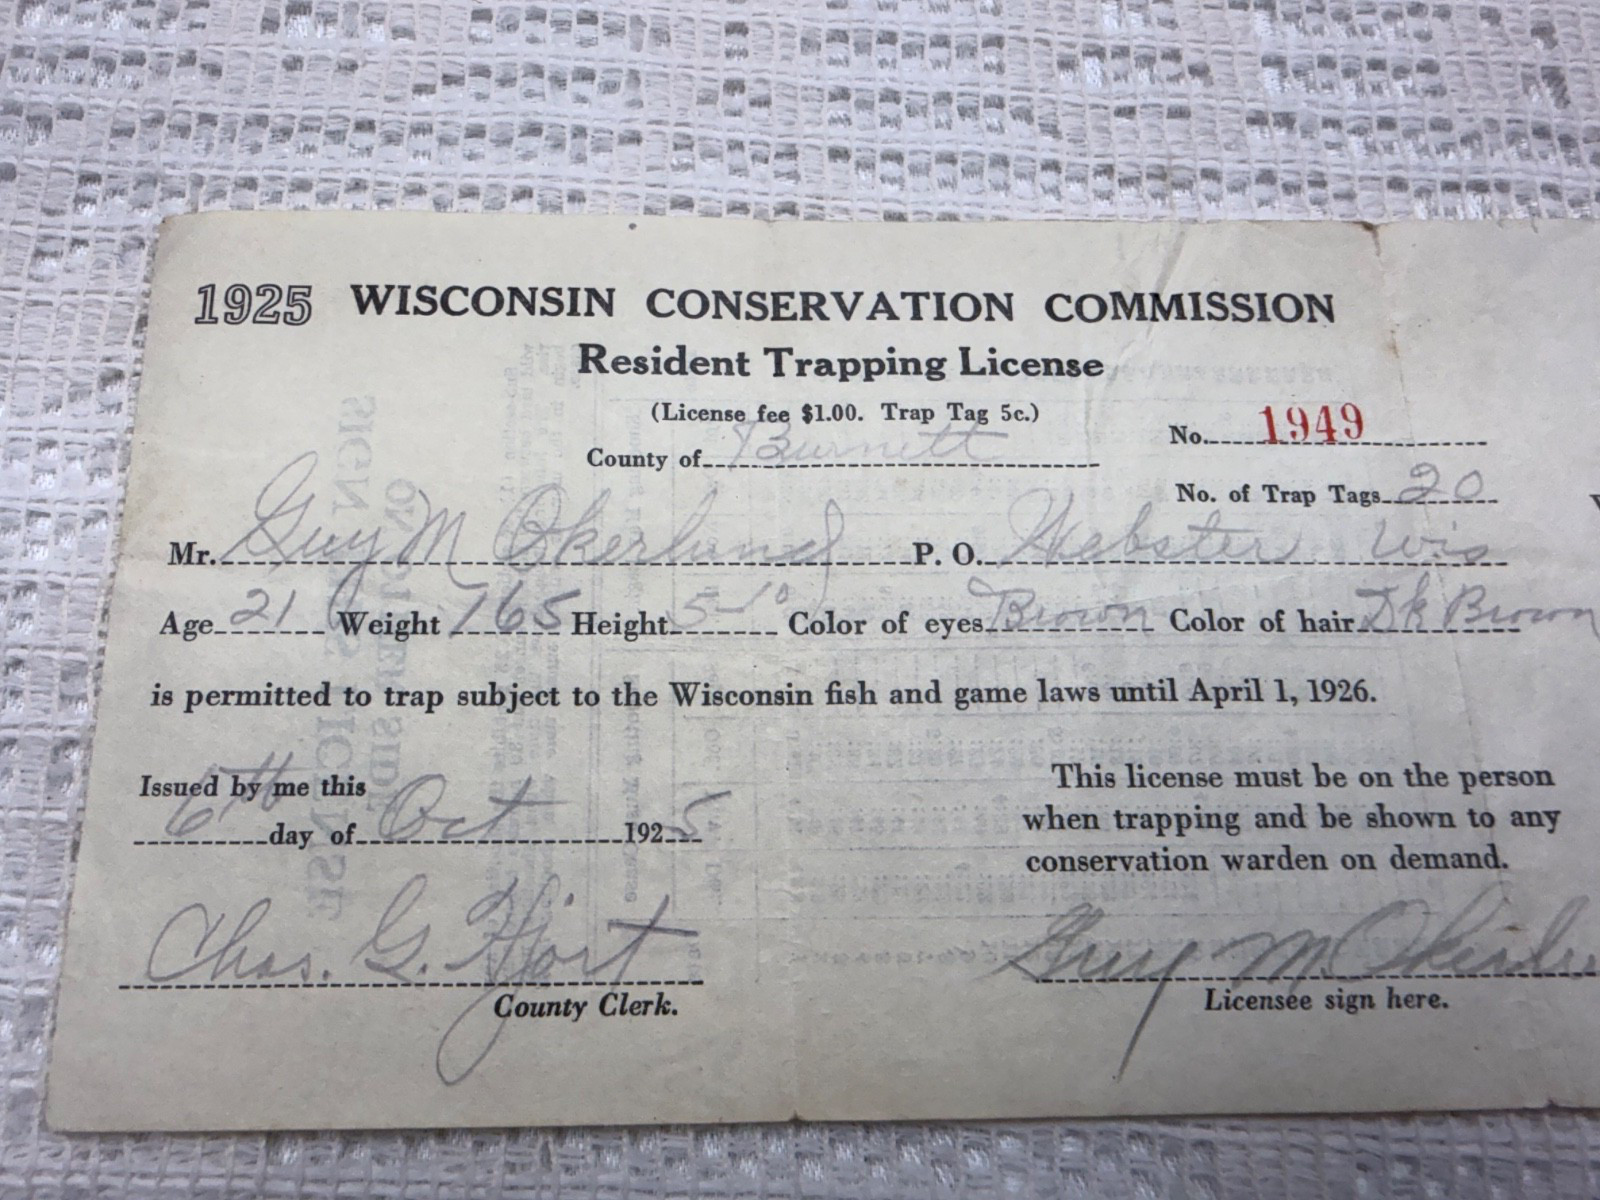 1925 WISCONSIN CONSERVATION COMMISSION
Resident Trapping License
(License fee $1.00. Trap Tag 5c.)
No. 1949
County of Burnett
No. of Trap Tags 20
Mr. Guy M Okerlund P. O. Webster Wis
Age 21 Weight 165 Height 5-10 Color of eyes Brown Color of hair Dk Brown
is permitted to trap subject to the Wisconsin fish and game laws until April 1, 1926.
Issued by me this
6th day of Oct 1925
This license must be on the person
when trapping and be shown to any
conservation warden on demand.
Chas. G. Hjort
County Clerk.
Guy M. Okerlu
Licensee sign here.